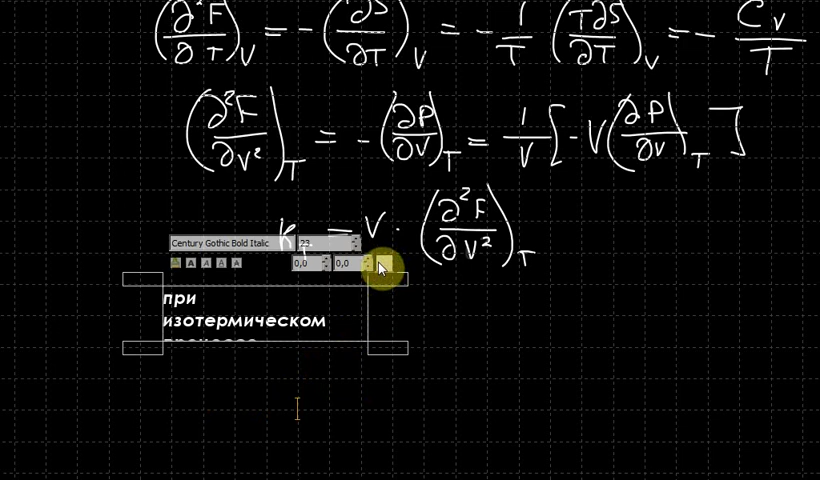 (∂²F/∂T)_V = -(∂S/∂T)_V = -1/T (T∂S/∂T)_V = - C_V/T
(∂²F/∂V²)_T = -(∂P/∂V)_T = 1/V [-V(∂P/∂V)_T]
K_T = V · (∂²F/∂V²)_T
Century Gothic Bold Italic
0,0 0,0
при
изотермическом